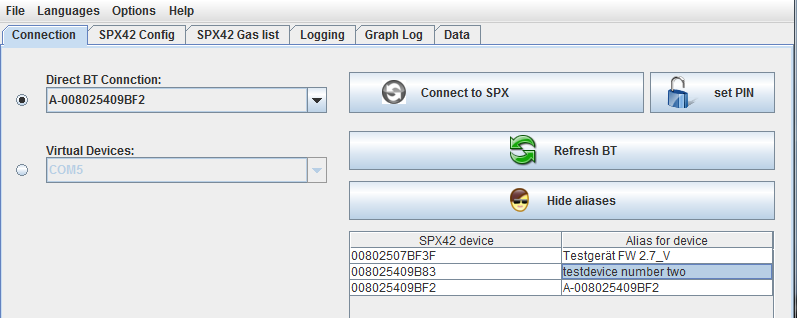 File Languages Options Help
Connection SPX42 Config SPX42 Gas list Logging Graph Log Data
Direct BT Connction:
A-008025409BF2
Connect to SPX
set PIN
Virtual Devices:
COM5
Refresh BT
Hide aliases
SPX42 device Alias for device
00802507BF3F Testgerät FW 2.7_V
008025409B83 testdevice number two
008025409BF2 A-008025409BF2